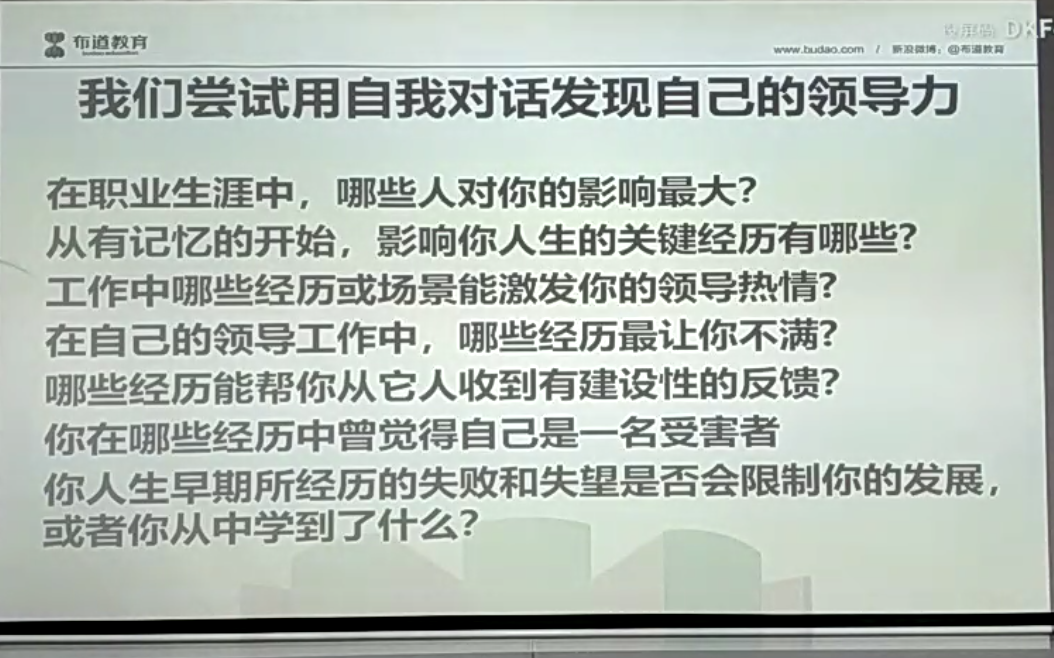 布道教育
www.budao.com / 新浪微博：@布道教育
我们尝试用自我对话发现自己的领导力
在职业生涯中，哪些人对你的影响最大?
从有记忆的开始，影响你人生的关键经历有哪些?
工作中哪些经历或场景能激发你的领导热情?
在自己的领导工作中，哪些经历最让你不满?
哪些经历能帮你从它人收到有建设性的反馈?
你在哪些经历中曾觉得自己是一名受害者
你人生早期所经历的失败和失望是否会限制你的发展，
或者你从中学到了什么?